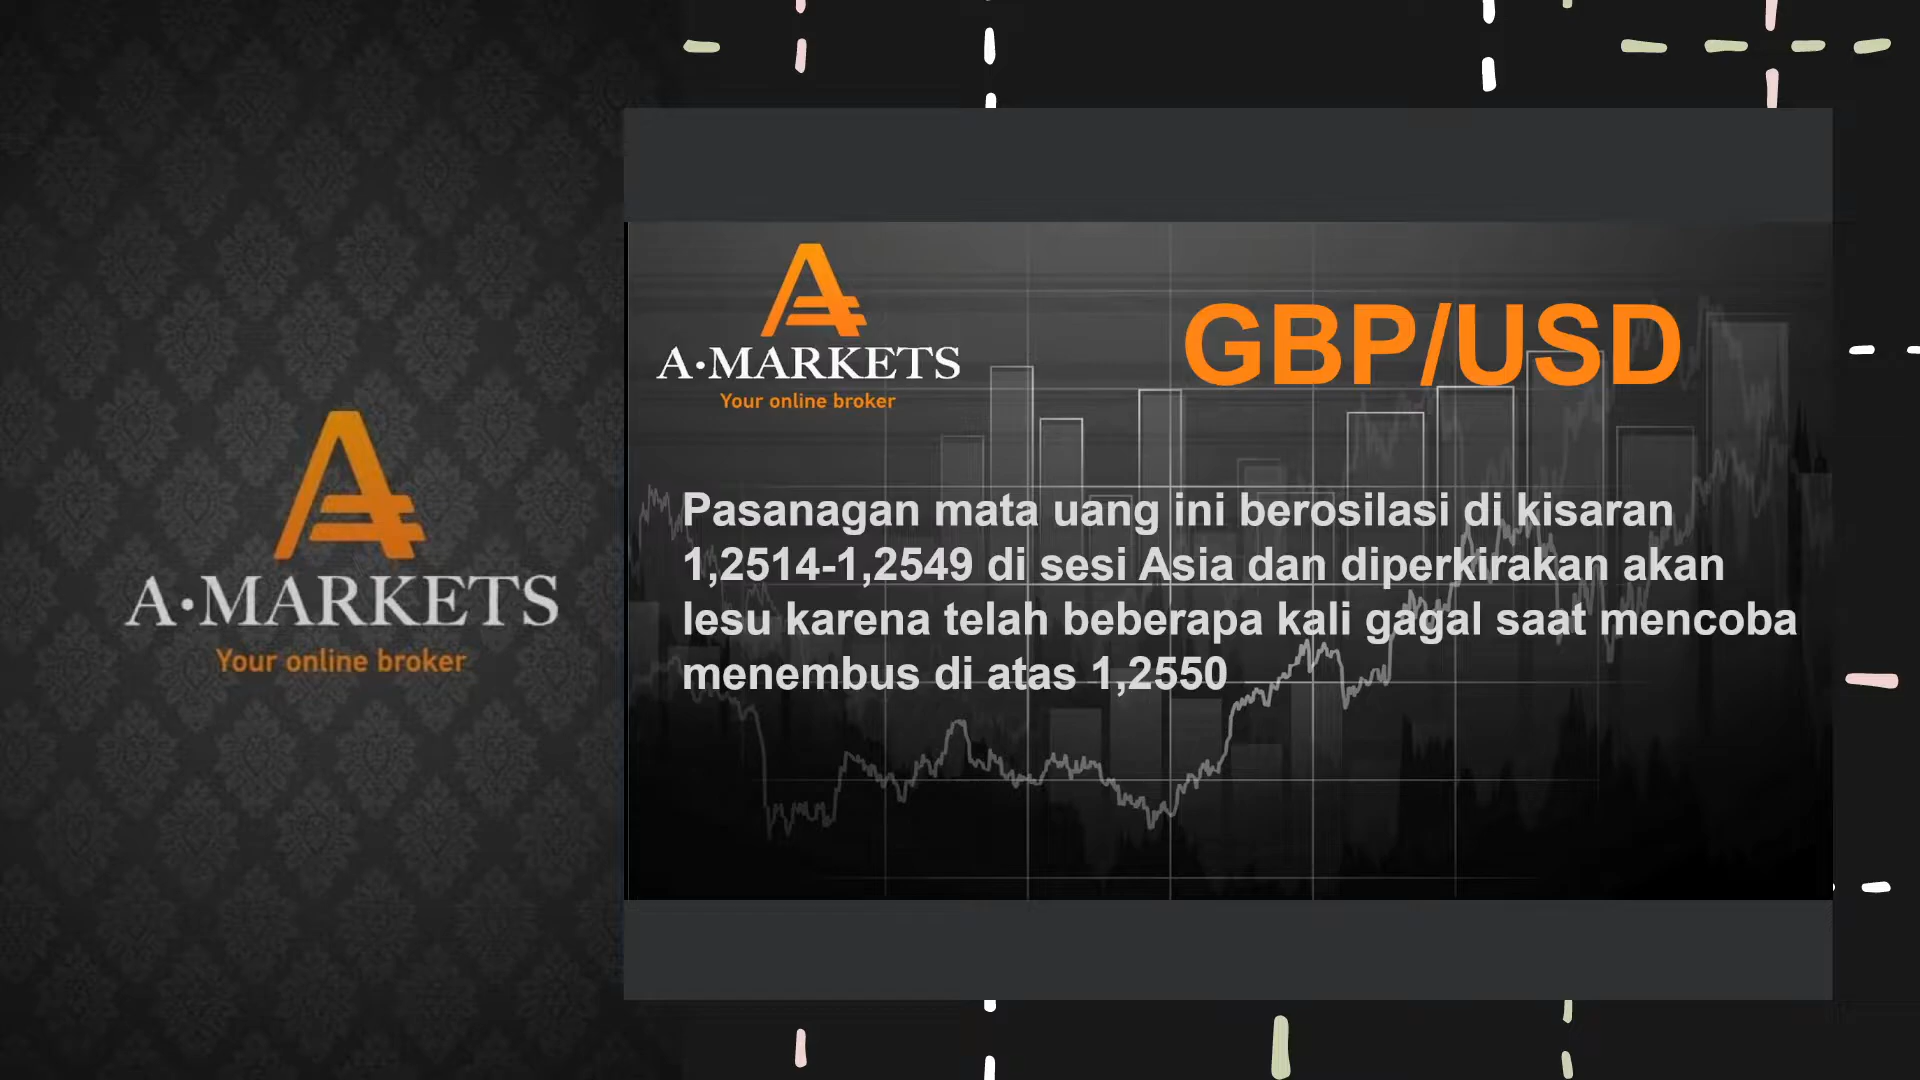 A·MARKETS
Your online broker
A·MARKETS
Your online broker
GBP/USD
Pasanagan mata uang ini berosilasi di kisaran
1,2514-1,2549 di sesi Asia dan diperkirakan akan
lesu karena telah beberapa kali gagal saat mencoba
menembus di atas 1,2550